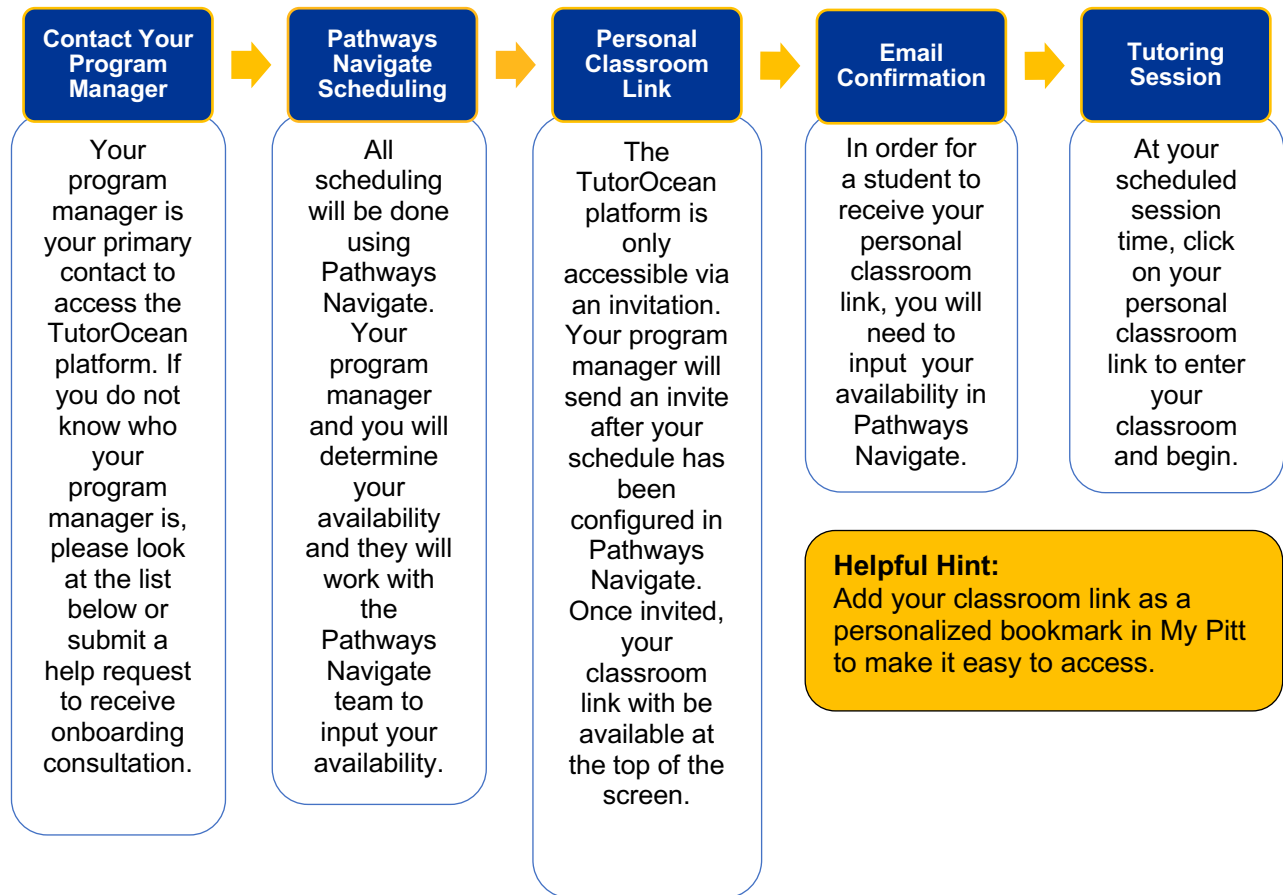 Contact Your
Program
Manager
Your
program
manager is
your primary
contact to
access the
TutorOcean
platform. If
you do not
know who
your
program
manager is,
please look
at the list
below or
submit a
help request
to receive
onboarding
consultation.
Pathways
Navigate
Scheduling
All
scheduling
will be done
using
Pathways
Navigate.
Your
program
manager
and you will
determine
your
availability
and they will
work with
the
Pathways
Navigate
team to
input your
availability.
Personal
Classroom
Link
The
TutorOcean
platform is
only
accessible via
an invitation.
Your program
manager will
send an invite
after your
schedule has
been
configured in
Pathways
Navigate.
Once invited,
your
classroom
link with be
available at
the top of the
screen.
Email
Confirmation
In order for
a student to
receive your
personal
classroom
link, you will
need to
input  your
availability in
Pathways
Navigate.
Tutoring
Session
At your
scheduled
session
time, click
on your
personal
classroom
link to enter
your
classroom
and begin.
Helpful Hint:
Add your classroom link as a
personalized bookmark in My Pitt
to make it easy to access.